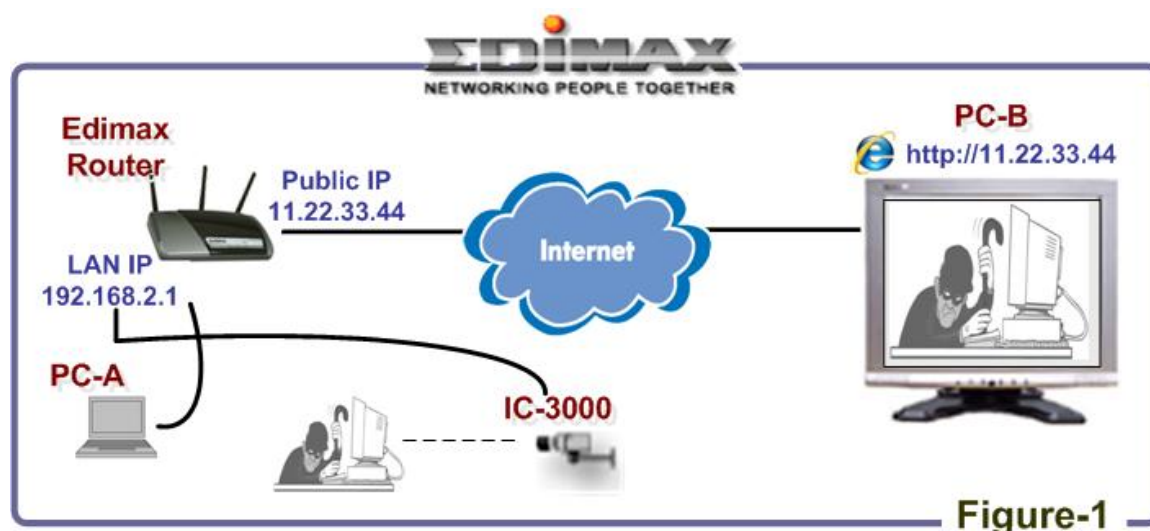 EDIMAX
NETWORKING PEOPLE TOGETHER
Edimax
Router
Public IP
11.22.33.44
LAN IP
192.168.2.1
PC-A
IC-3000
Internet
PC-B
http://11.22.33.44
Figure-1